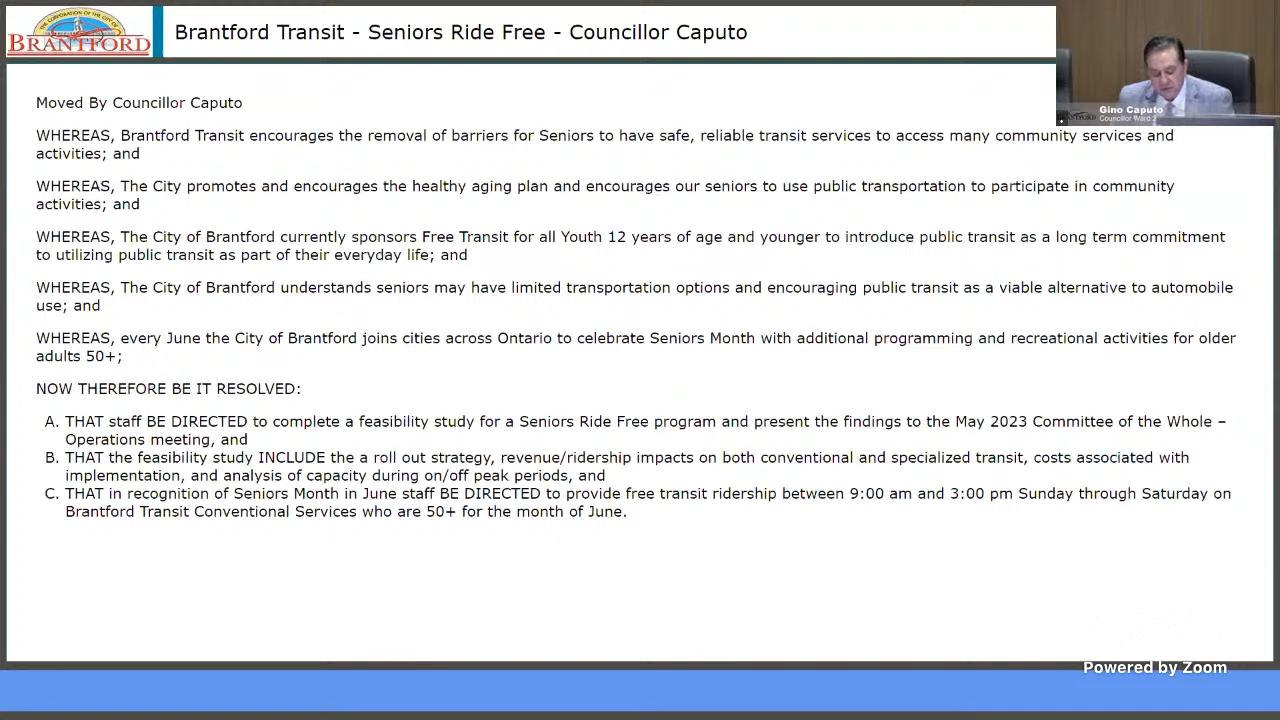 THE CORPORATION OF THE CITY OF
BRANTFORD
Brantford Transit - Seniors Ride Free - Councillor Caputo
Gino Caputo
Councillor Ward 2
Moved By Councillor Caputo
WHEREAS, Brantford Transit encourages the removal of barriers for Seniors to have safe, reliable transit services to access many community services and
activities; and
WHEREAS, The City promotes and encourages the healthy aging plan and encourages our seniors to use public transportation to participate in community
activities; and
WHEREAS, The City of Brantford currently sponsors Free Transit for all Youth 12 years of age and younger to introduce public transit as a long term commitment
to utilizing public transit as part of their everyday life; and
WHEREAS, The City of Brantford understands seniors may have limited transportation options and encouraging public transit as a viable alternative to automobile
use; and
WHEREAS, every June the City of Brantford joins cities across Ontario to celebrate Seniors Month with additional programming and recreational activities for older
adults 50+;
NOW THEREFORE BE IT RESOLVED:
A. THAT staff BE DIRECTED to complete a feasibility study for a Seniors Ride Free program and present the findings to the May 2023 Committee of the Whole –
Operations meeting, and
B. THAT the feasibility study INCLUDE the a roll out strategy, revenue/ridership impacts on both conventional and specialized transit, costs associated with
implementation, and analysis of capacity during on/off peak periods, and
C. THAT in recognition of Seniors Month in June staff BE DIRECTED to provide free transit ridership between 9:00 am and 3:00 pm Sunday through Saturday on
Brantford Transit Conventional Services who are 50+ for the month of June.
Powered by Zoom